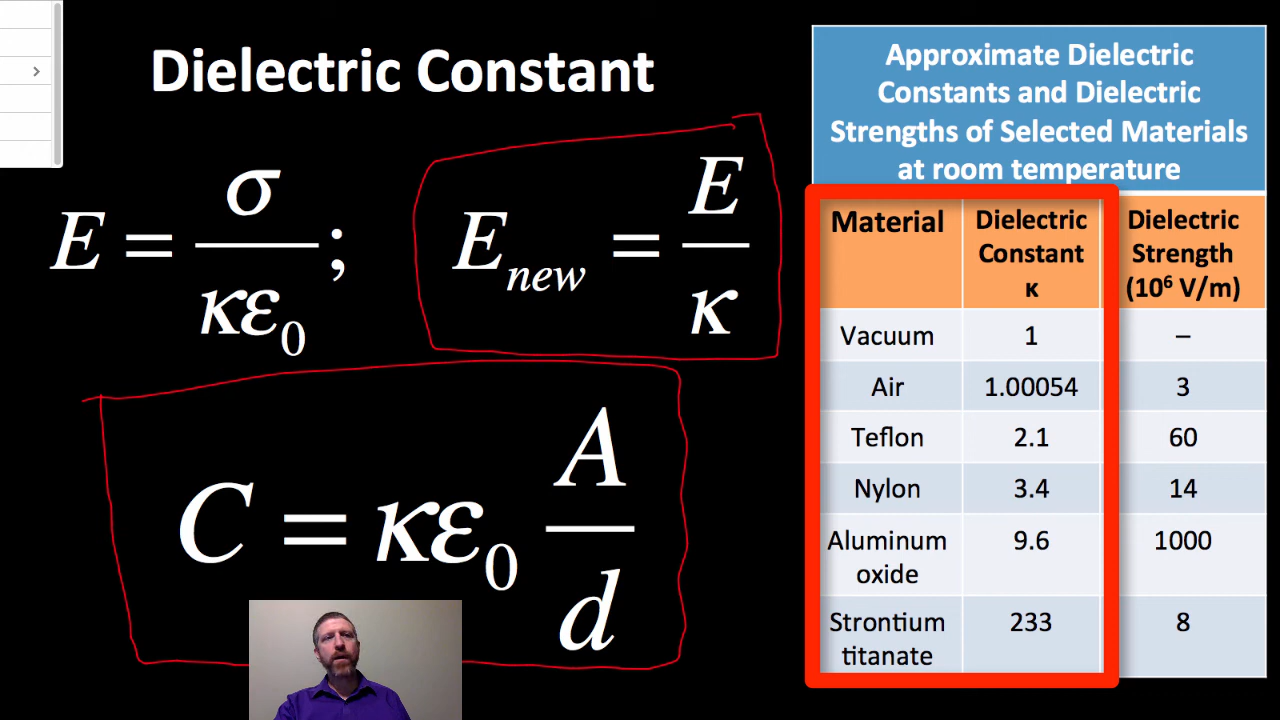 Dielectric Constant
E = σ / κε₀ ;
E_new = E / κ
C = κε₀ A / d
Approximate Dielectric
Constants and Dielectric
Strengths of Selected Materials
at room temperature
Material Dielectric Constant κ Dielectric Strength (10⁶ V/m)
Vacuum 1 –
Air 1.00054 3
Teflon 2.1 60
Nylon 3.4 14
Aluminum oxide 9.6 1000
Strontium titanate 233 8